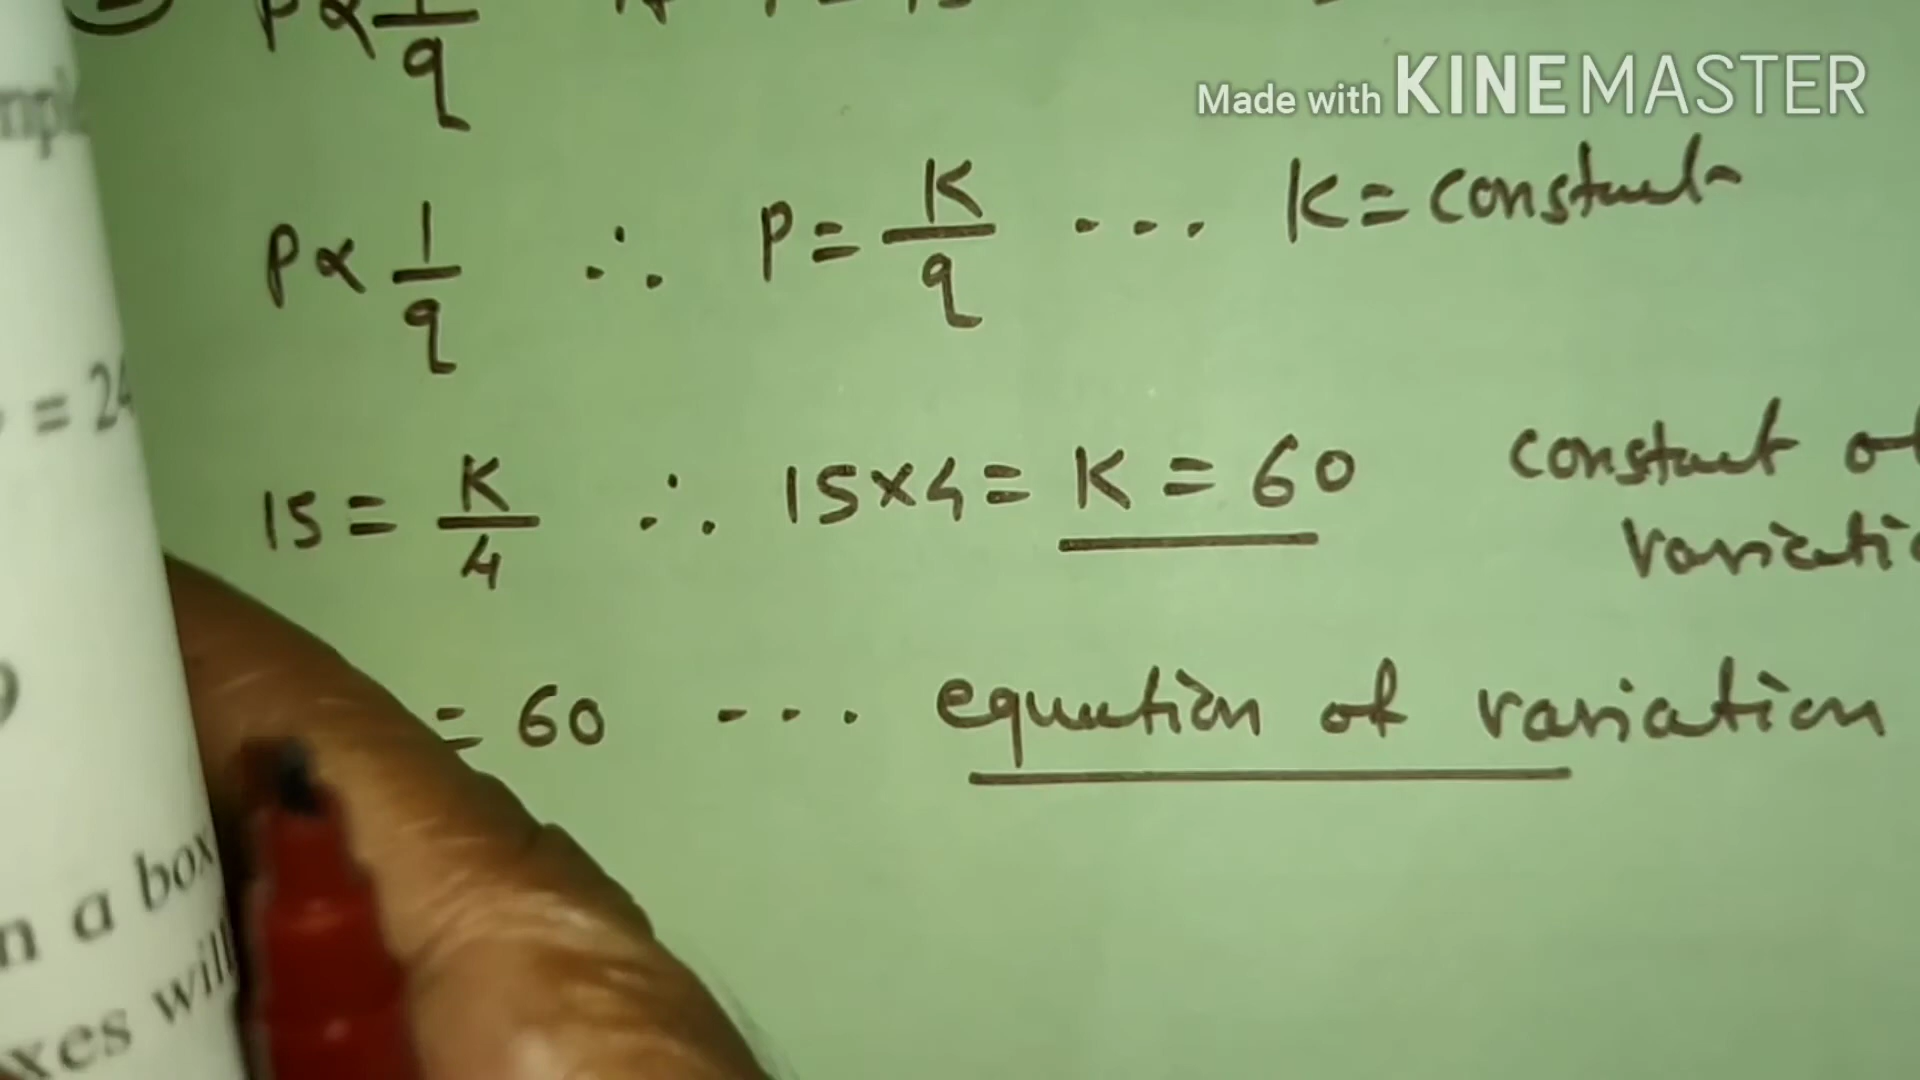 P ∝ 1/q
Made with KINEMASTER
P ∝ 1/q ∴ P = K/q ... K = constant
= 24
15 = K/4 ∴ 15 × 4 = K = 60 constant of
variatio
= 60 ... equation of variation
n a box
xes will